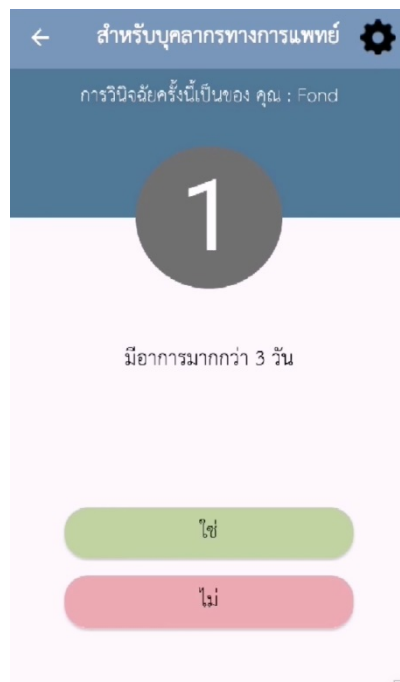 สำหรับบุคลากรทางการแพทย์
การวินิจฉัยครั้งนี้เป็นของ คุณ : Fond
1
มีอาการมากกว่า 3 วัน
ใช่
ไม่